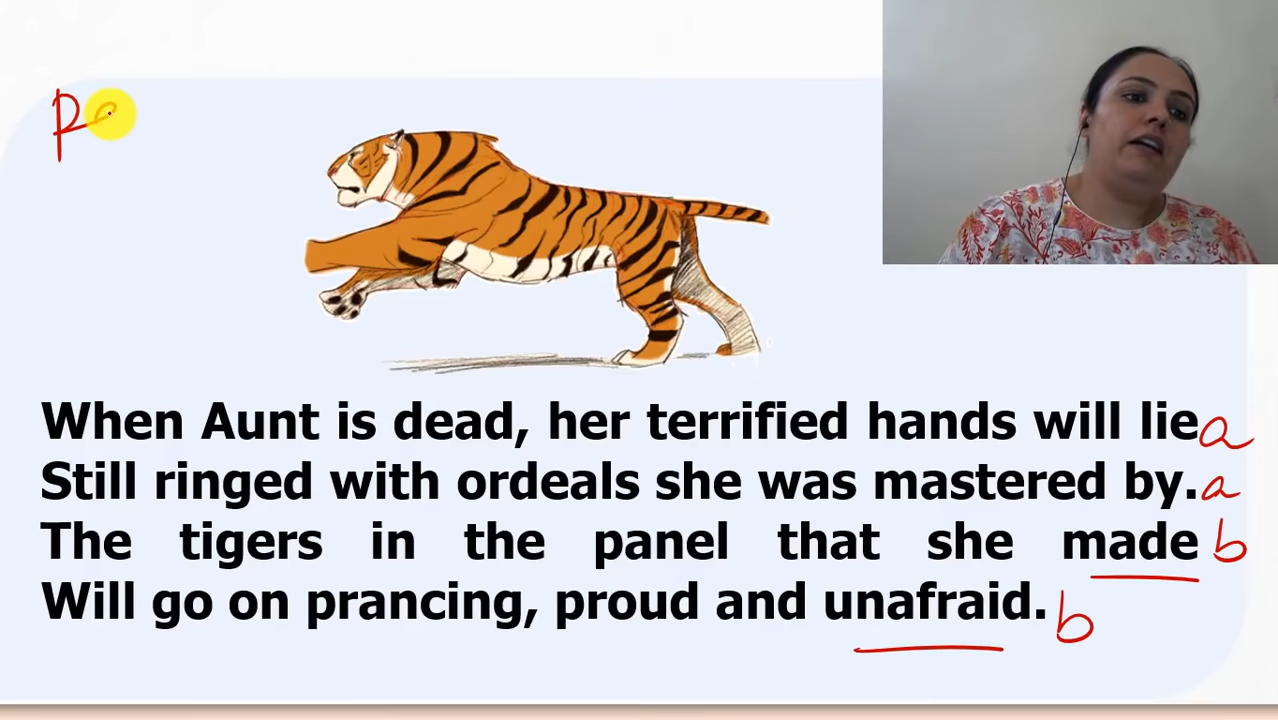 When Aunt is dead, her terrified hands will lie a
Still ringed with ordeals she was mastered by. a
The tigers in the panel that she made b
Will go on prancing, proud and unafraid. b